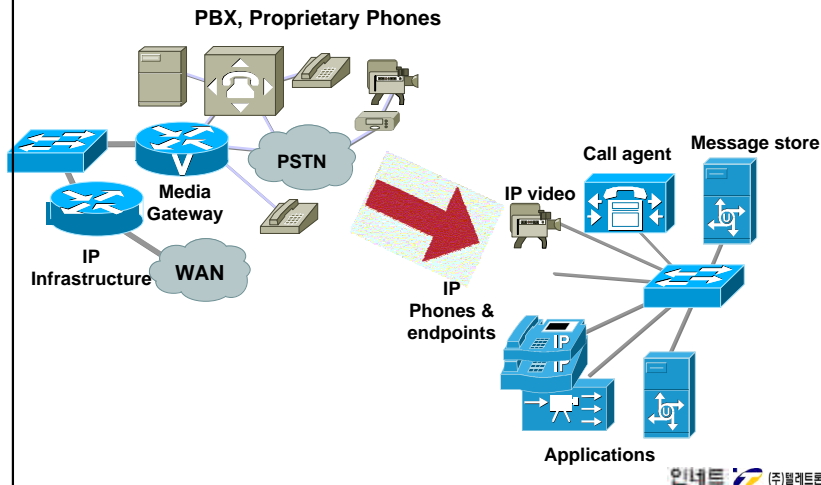 PBX, Proprietary Phones
PSTN
V
Media
Gateway
IP
Infrastructure
WAN
Message store
Call agent
IP video
U
IP
Phones &
endpoints
IP
IP
U
Applications
인네트
(주)텔레트론